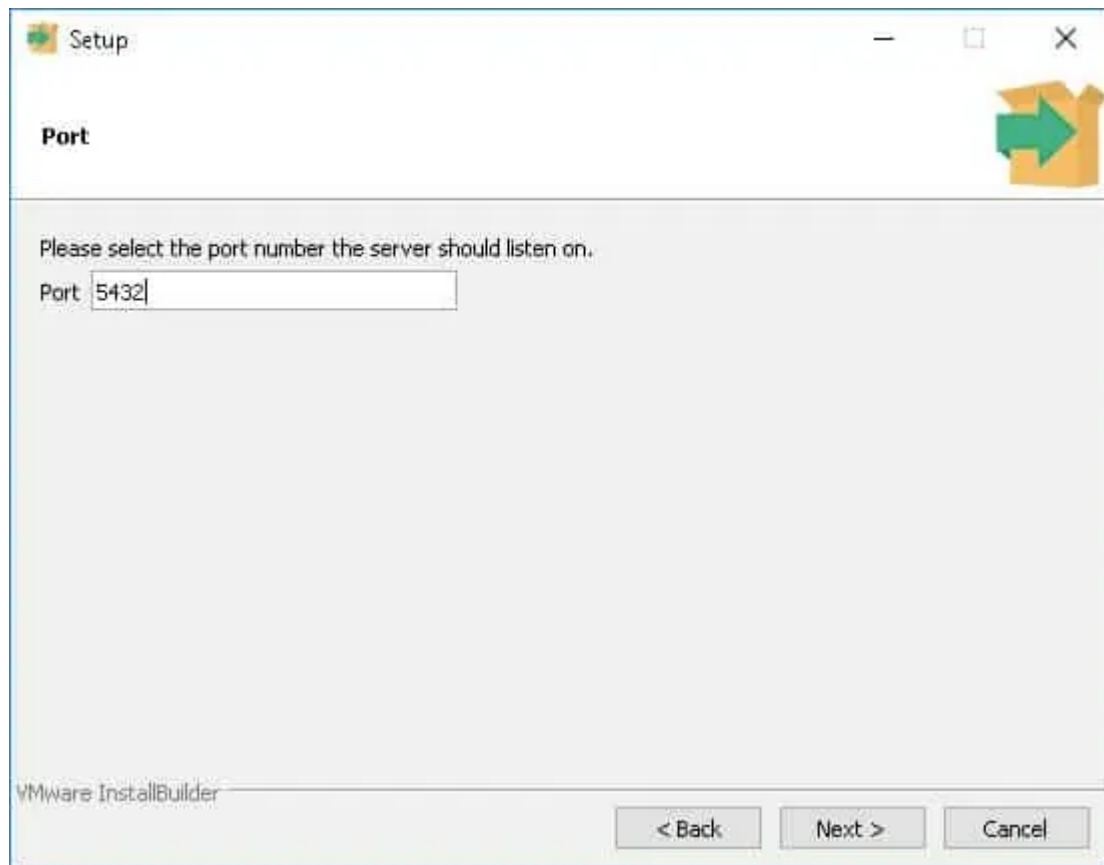 Setup
Port
Please select the port number the server should listen on.
Port 5432
VMware InstallBuilder
< Back Next > Cancel